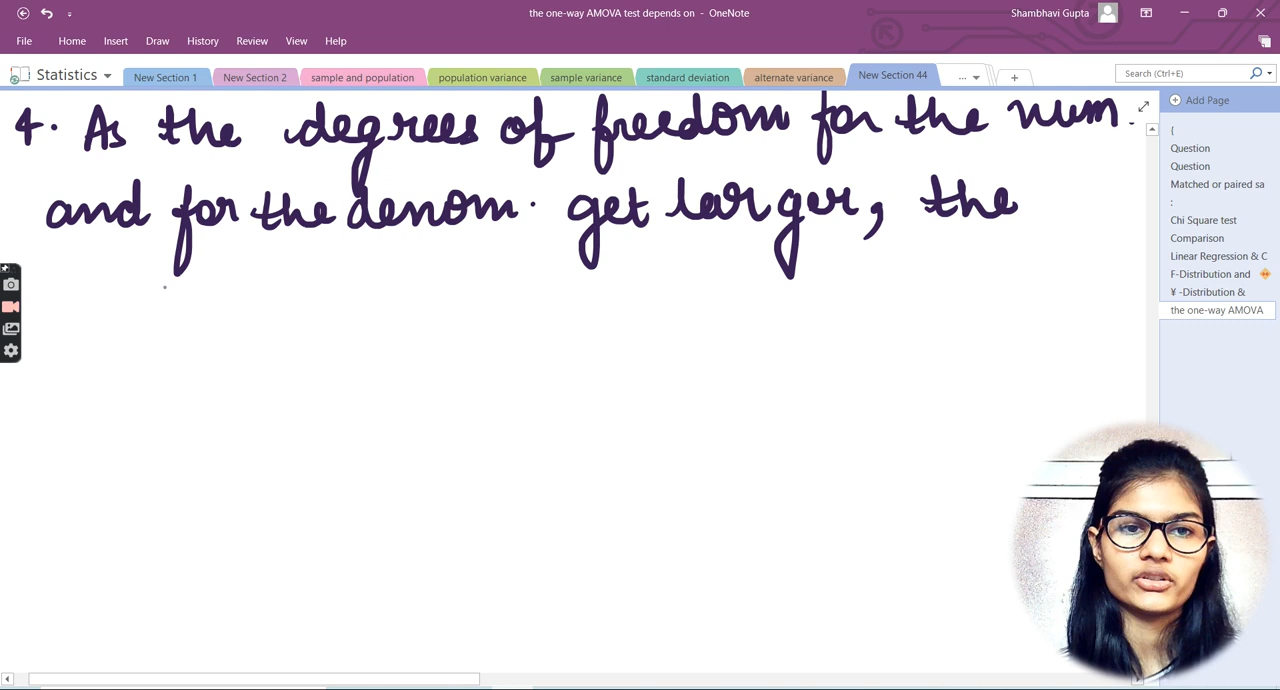 the one-way AMOVA test depends on - OneNote
Shambhavi Gupta
File Home Insert Draw History Review View Help
Statistics New Section 1 New Section 2 sample and population population variance sample variance standard deviation alternate variance New Section 44 ... +
Search (Ctrl+E)
Add Page
{
Question
Question
Matched or paired sa
:
Chi Square test
Comparison
Linear Regression & C
F-Distribution and
¥ -Distribution &
the one-way AMOVA
4. As the degrees of freedom for the num.
and for the denom. get larger, the